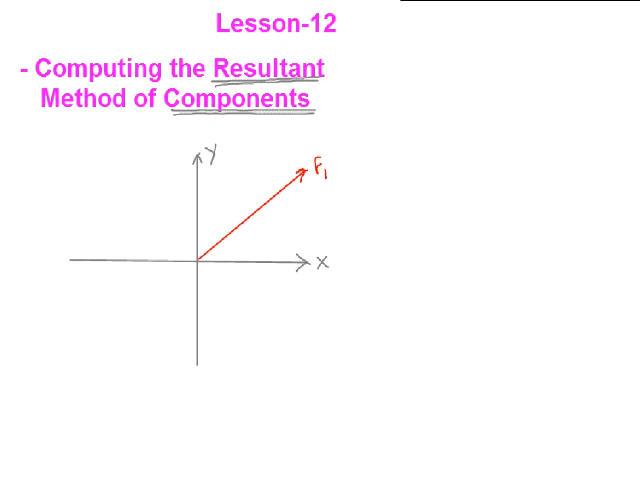 Lesson-12
- Computing the Resultant
Method of Components
y
F1
x